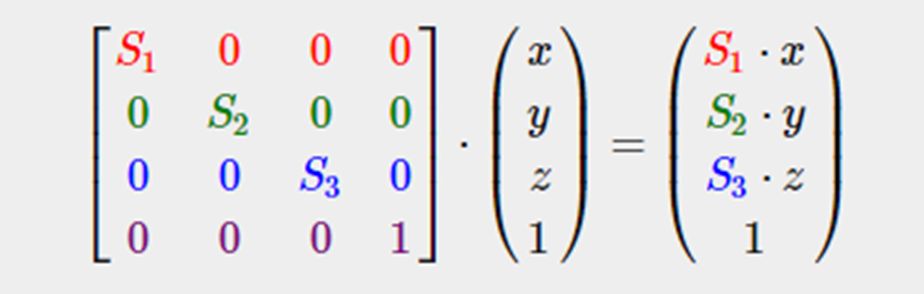 [S₁ 0 0 0] (x) (S₁ · x)
[0 S₂ 0 0] (y) (S₂ · y)
[0 0 S₃ 0] · (z) = (S₃ · z)
[0 0 0 1] (1) (1)